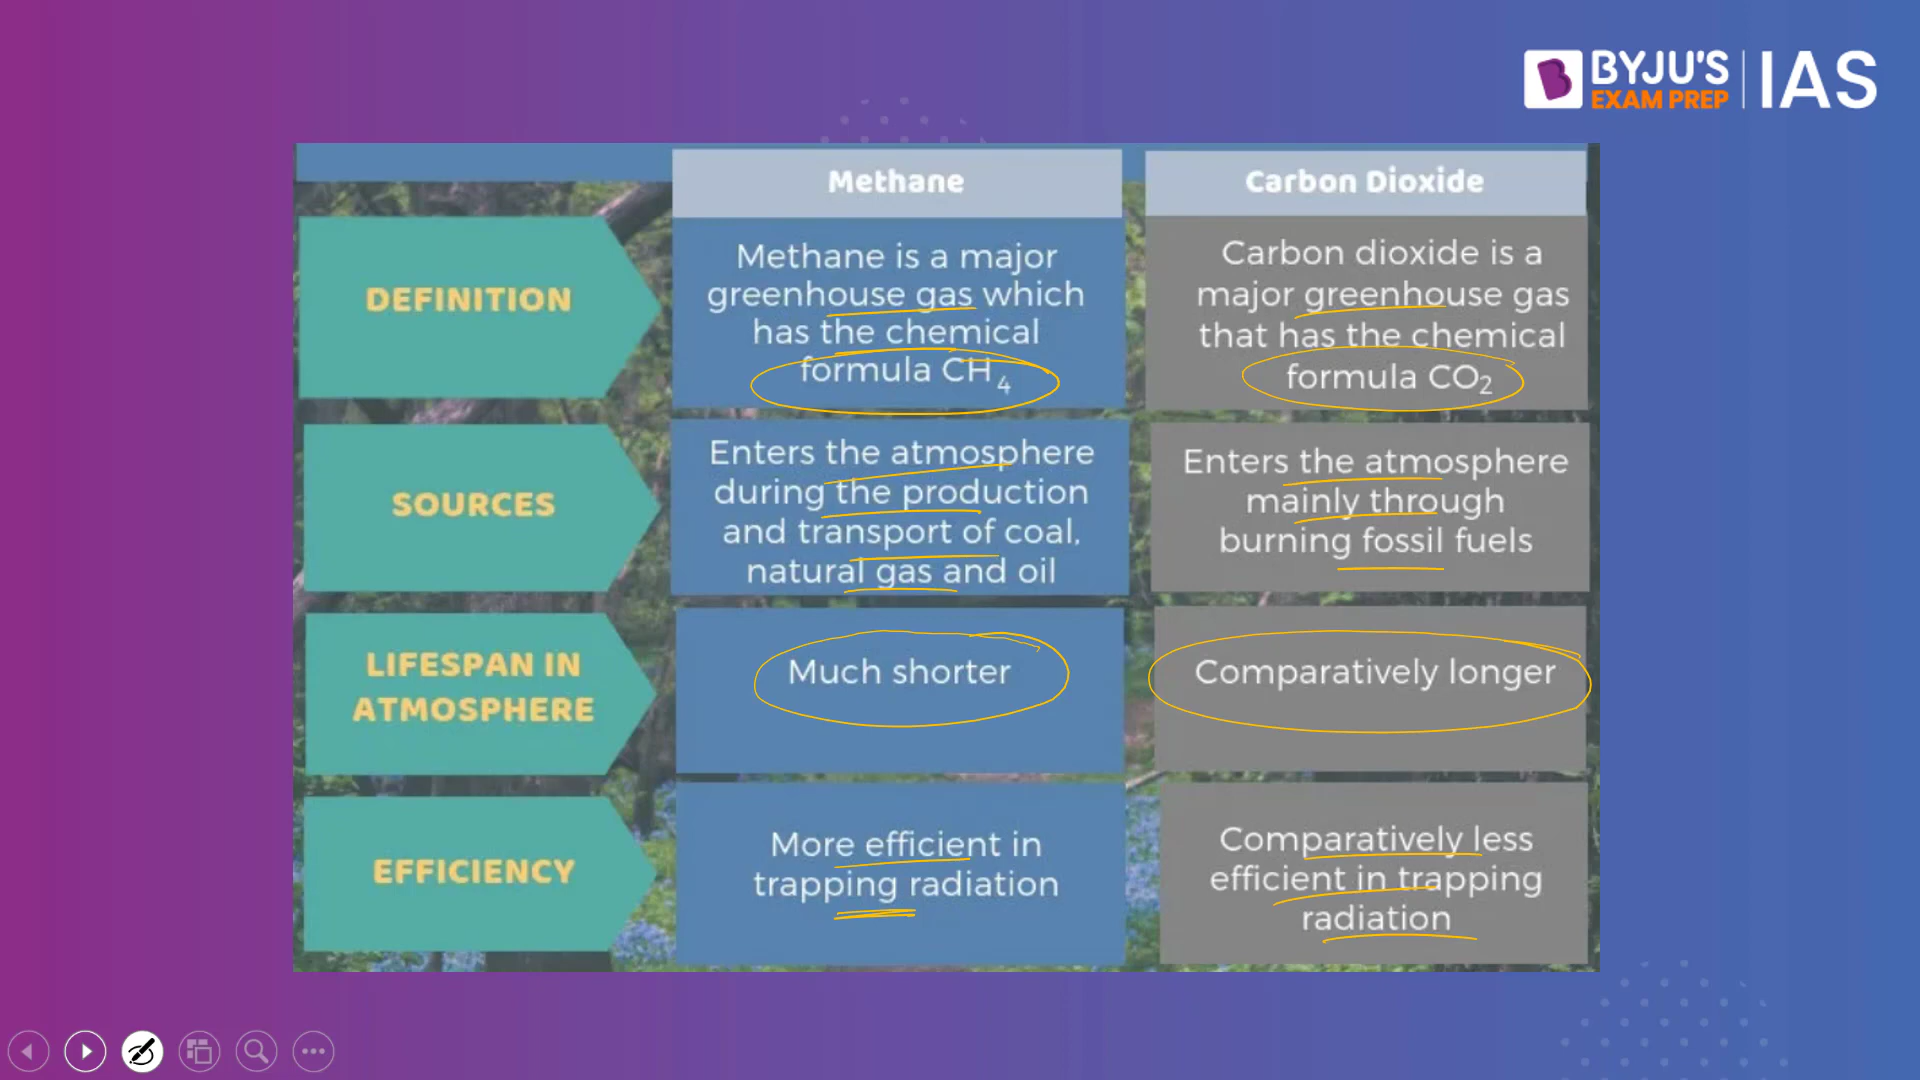 BYJU'S
EXAM PREP
IAS
Methane
Carbon Dioxide
DEFINITION
Methane is a major
greenhouse gas which
has the chemical
formula CH₄
Carbon dioxide is a
major greenhouse gas
that has the chemical
formula CO₂
SOURCES
Enters the atmosphere
during the production
and transport of coal,
natural gas and oil
Enters the atmosphere
mainly through
burning fossil fuels
LIFESPAN IN
ATMOSPHERE
Much shorter
Comparatively longer
EFFICIENCY
More efficient in
trapping radiation
Comparatively less
efficient in trapping
radiation